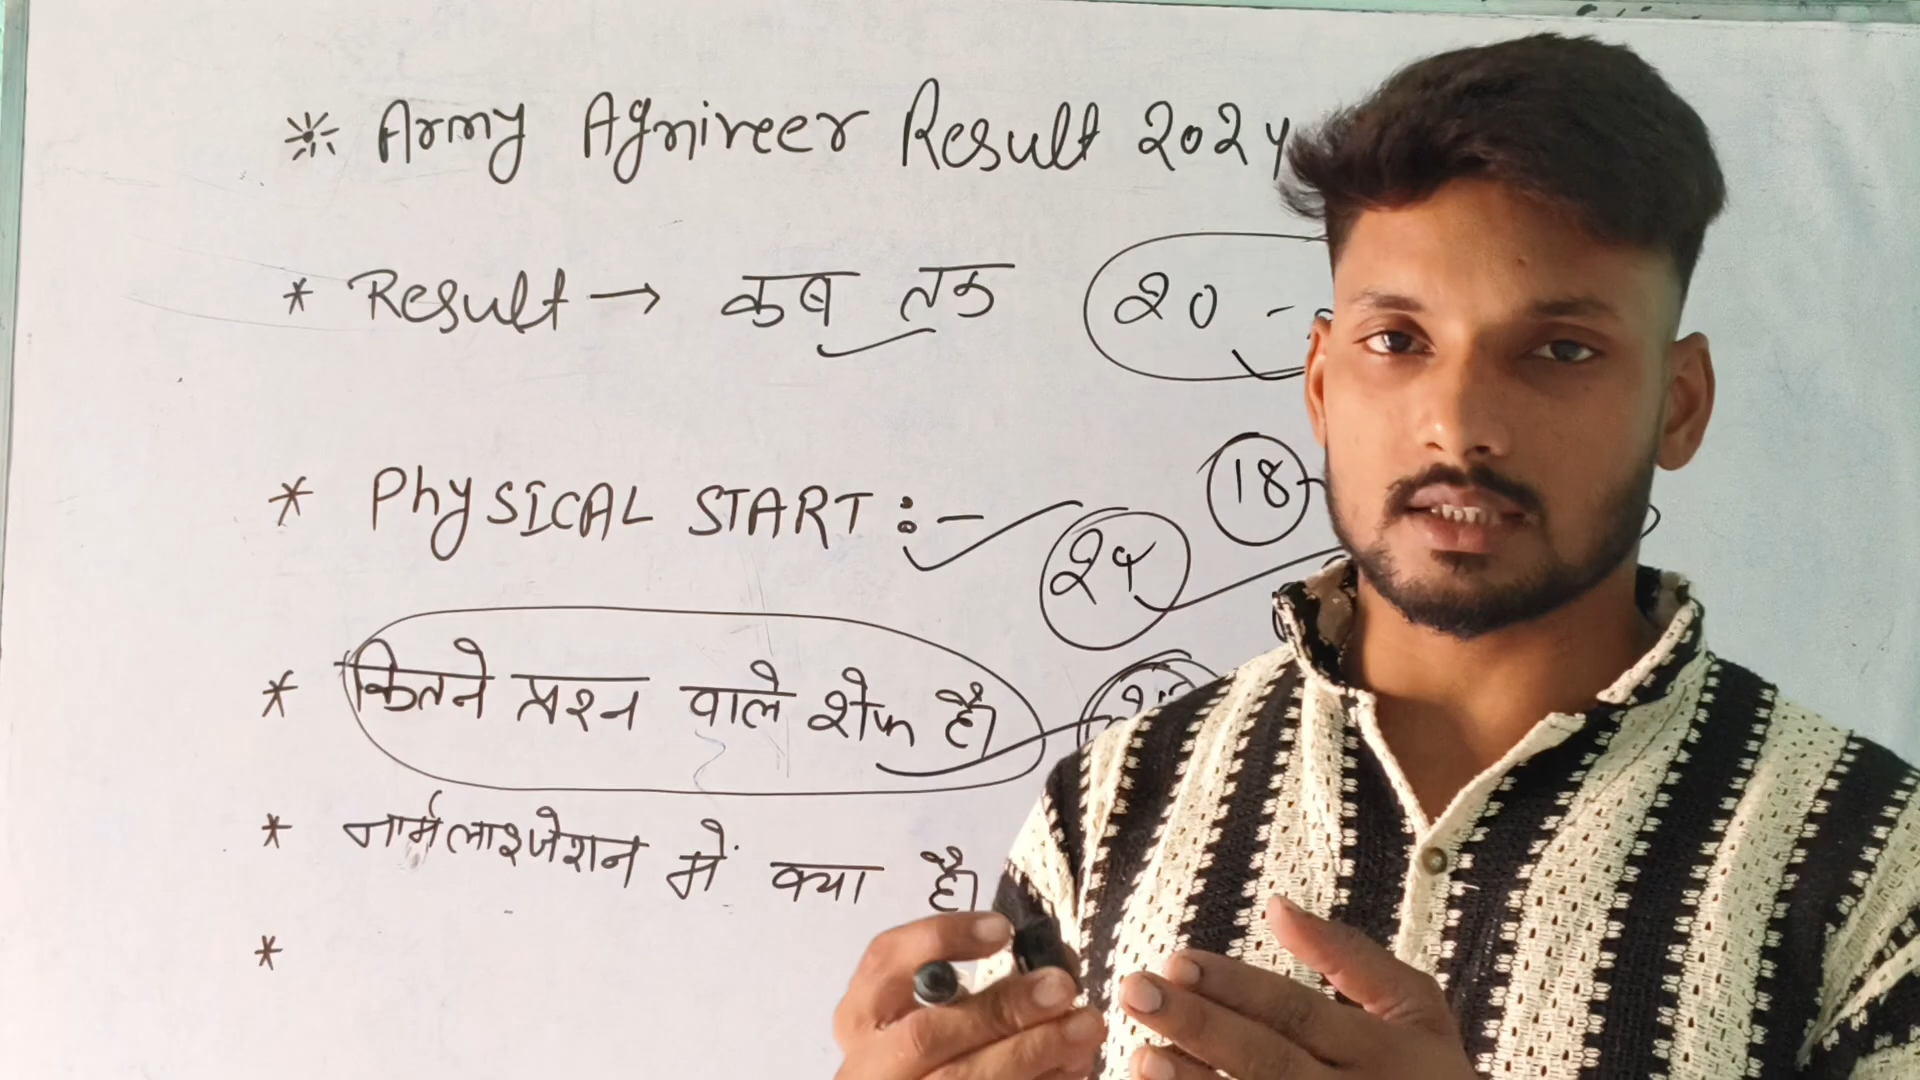 * Army Agniveer Result 2024
* Result → कब तक 20 -
18
* PhySICAL START :-
24
* कितने प्रश्न वाले शेफ है।
* नार्मलाइजेशन में क्या है।
*